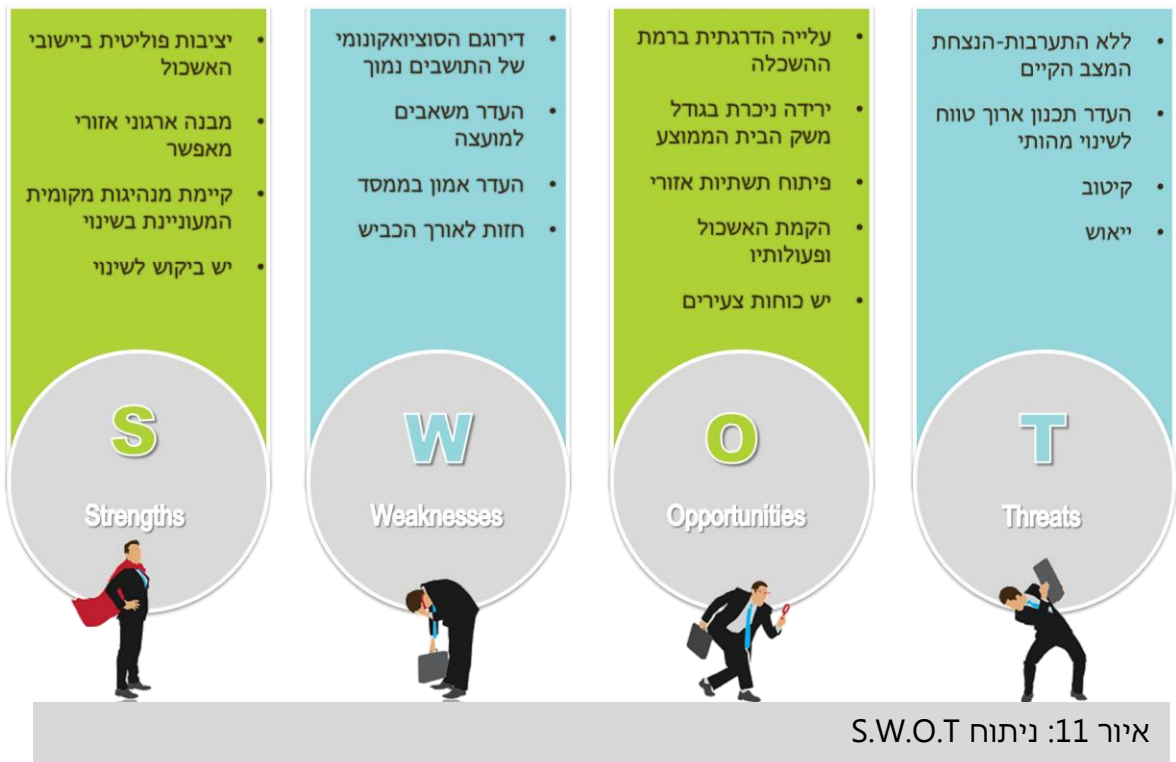 • יציבות פוליטית ביישובי
האשכול
• מבנה ארגוני אזורי
מאפשר
• קיימת מנהיגות מקומית
המעוניינת בשינוי
• יש ביקוש לשינוי
S
Strengths
• דירוגם הסוציואקונומי
של התושבים נמוך
• העדר משאבים
למועצה
• העדר אמון בממסד
• חזות לאורך הכביש
W
Weaknesses
• עלייה הדרגתית ברמת
ההשכלה
• ירידה ניכרת בגודל
משק הבית הממוצע
• פיתוח תשתיות אזורי
• הקמת האשכול
ופעולותיו
• יש כוחות צעירים
O
Opportunities
• ללא התערבות-הנצחת
המצב הקיים
• העדר תכנון ארוך טווח
לשינוי מהותי
• קיטוב
• ייאוש
T
Threats
איור 11: ניתוח S.W.O.T